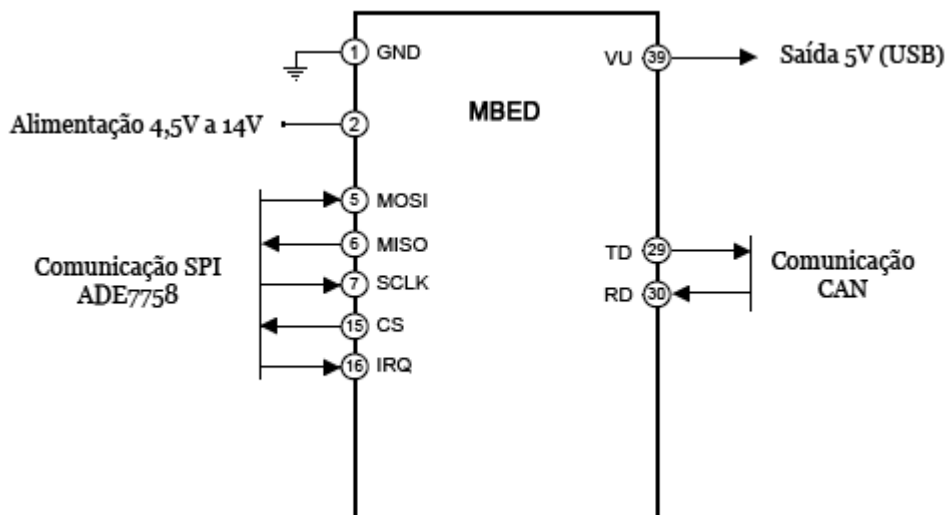 1 GND
VU 39
Saída 5V (USB)
MBED
Alimentação 4,5V a 14V
2
5 MOSI
6 MISO
7 SCLK
15 CS
16 IRQ
Comunicação SPI
ADE7758
TD 29
RD 30
Comunicação
CAN